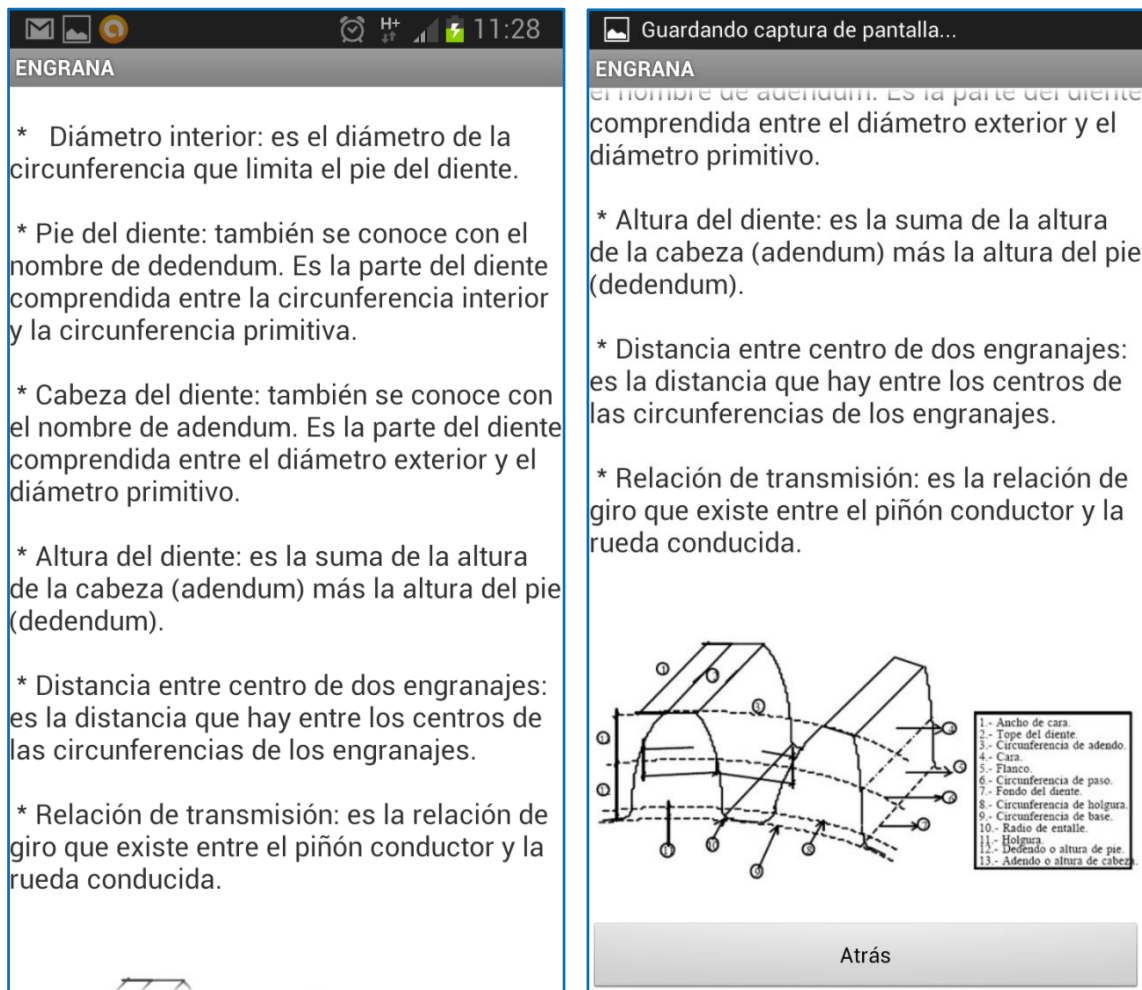 11:28
ENGRANA
* Diámetro interior: es el diámetro de la
circunferencia que limita el pie del diente.
* Pie del diente: también se conoce con el
nombre de dedendum. Es la parte del diente
comprendida entre la circunferencia interior
y la circunferencia primitiva.
* Cabeza del diente: también se conoce con
el nombre de adendum. Es la parte del diente
comprendida entre el diámetro exterior y el
diámetro primitivo.
* Altura del diente: es la suma de la altura
de la cabeza (adendum) más la altura del pie
(dedendum).
* Distancia entre centro de dos engranajes:
es la distancia que hay entre los centros de
las circunferencias de los engranajes.
* Relación de transmisión: es la relación de
giro que existe entre el piñón conductor y la
rueda conducida.
Guardando captura de pantalla...
ENGRANA
el nombre de adendum. Es la parte del diente
comprendida entre el diámetro exterior y el
diámetro primitivo.
* Altura del diente: es la suma de la altura
de la cabeza (adendum) más la altura del pie
(dedendum).
* Distancia entre centro de dos engranajes:
es la distancia que hay entre los centros de
las circunferencias de los engranajes.
* Relación de transmisión: es la relación de
giro que existe entre el piñón conductor y la
rueda conducida.
1.- Ancho de cara.
2.- Tope del diente.
3.- Circunferencia de adendo.
4.- Cara.
5.- Flanco.
6.- Circunferencia de paso.
7.- Fondo del diente.
8.- Circunferencia de holgura.
9.- Circunferencia de base.
10.- Radio de entalle.
11.- Holgura.
12.- Dedendo o altura de pie.
13.- Adendo o altura de cabeza.
Atrás